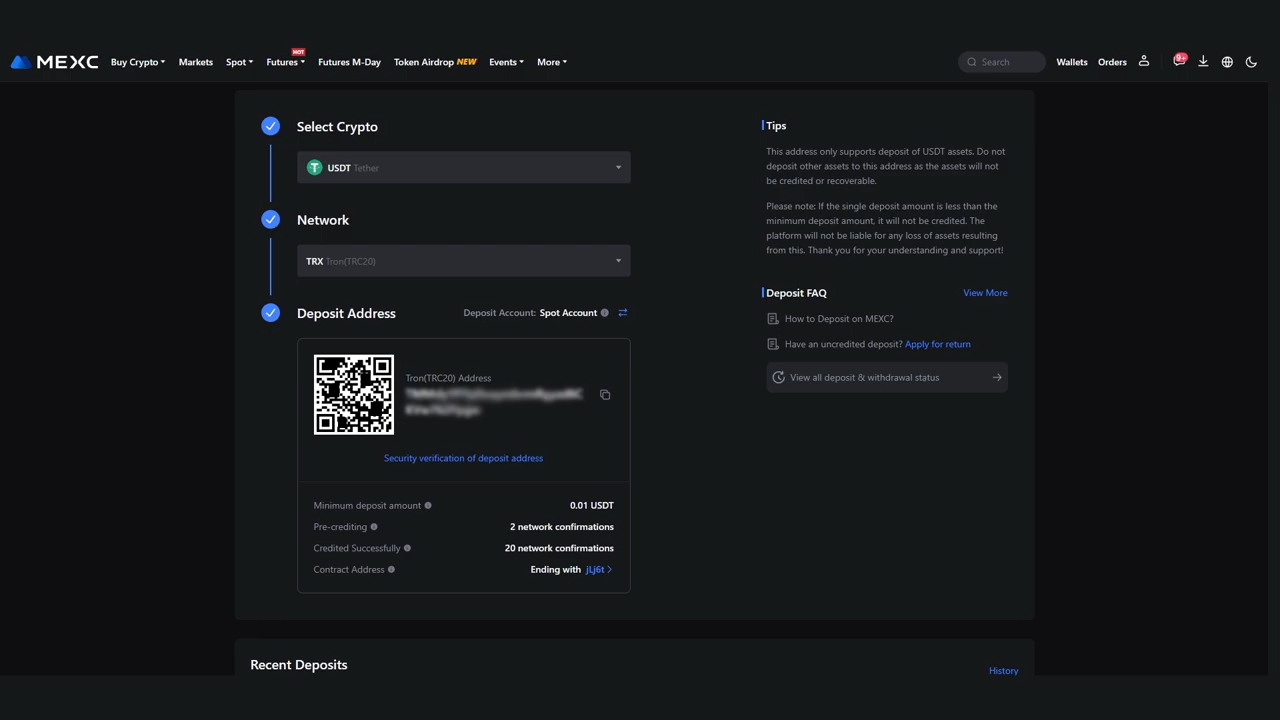 MEXC Buy Crypto Markets Spot Futures HOT Futures M-Day Token Airdrop NEW Events More Search Wallets Orders 9+
Select Crypto
USDT Tether
Network
TRX Tron(TRC20)
Deposit Address Deposit Account: Spot Account
Tron(TRC20) Address
Security verification of deposit address
Minimum deposit amount 0.01 USDT
Pre-crediting 2 network confirmations
Credited Successfully 20 network confirmations
Contract Address Ending with jLj6t >
Tips
This address only supports deposit of USDT assets. Do not
deposit other assets to this address as the assets will not
be credited or recoverable.
Please note: If the single deposit amount is less than the
minimum deposit amount, it will not be credited. The
platform will not be liable for any loss of assets resulting
from this. Thank you for your understanding and support!
Deposit FAQ View More
How to Deposit on MEXC?
Have an uncredited deposit? Apply for return
View all deposit & withdrawal status
Recent Deposits
History